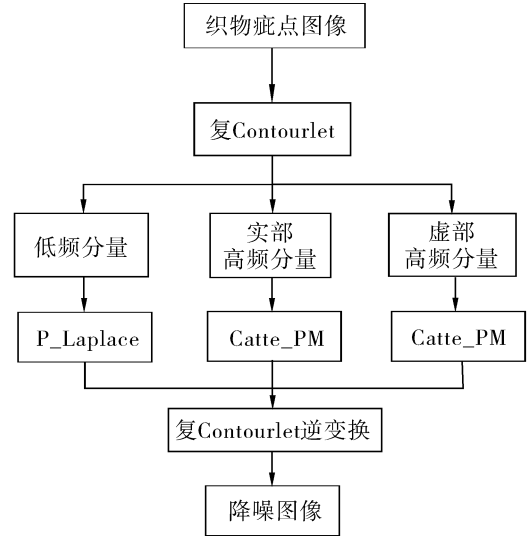 织物疵点图像
复Contourlet
低频分量
实部
高频分量
虚部
高频分量
P_Laplace
Catte_PM
Catte_PM
复Contourlet逆变换
降噪图像